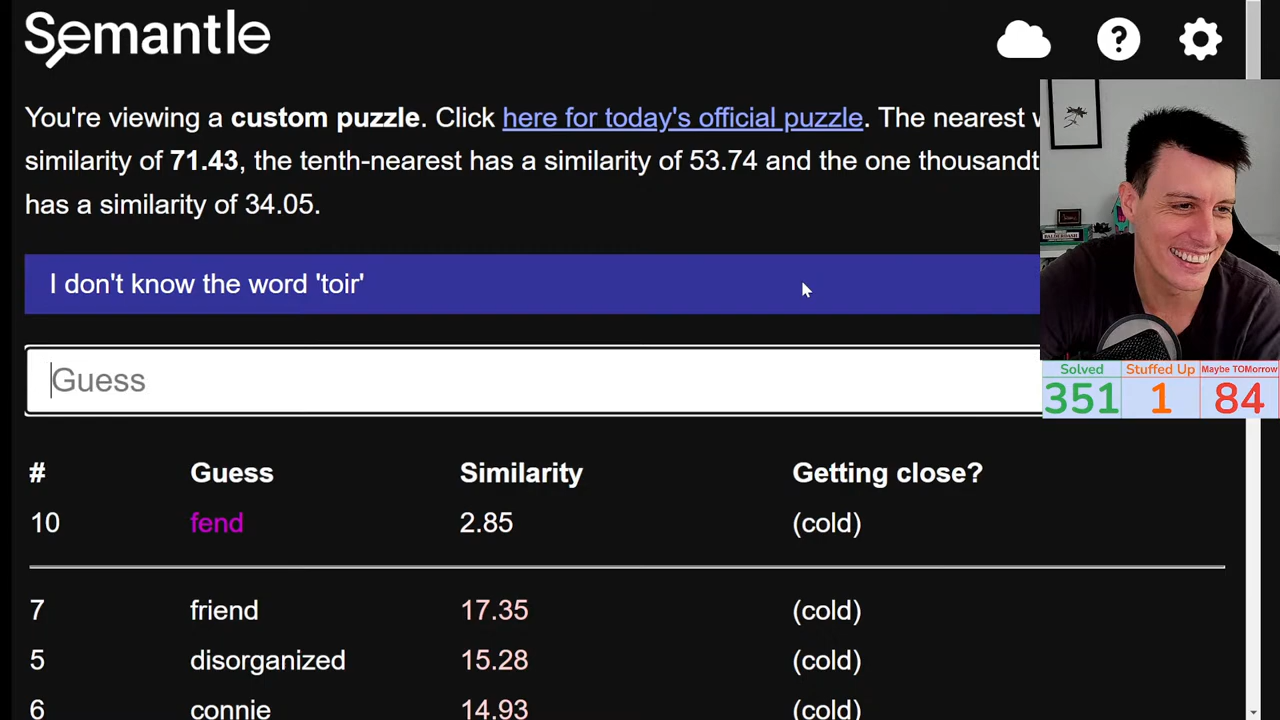 Semantle
You're viewing a custom puzzle. Click here for today's official puzzle. The nearest
similarity of 71.43, the tenth-nearest has a similarity of 53.74 and the one thousandt
has a similarity of 34.05.
I don't know the word 'toir'
Guess
Solved Stuffed Up Maybe TOMorrow
351 1 84
# Guess Similarity Getting close?
10 fend 2.85 (cold)
7 friend 17.35 (cold)
5 disorganized 15.28 (cold)
6 connie 14.93 (cold)